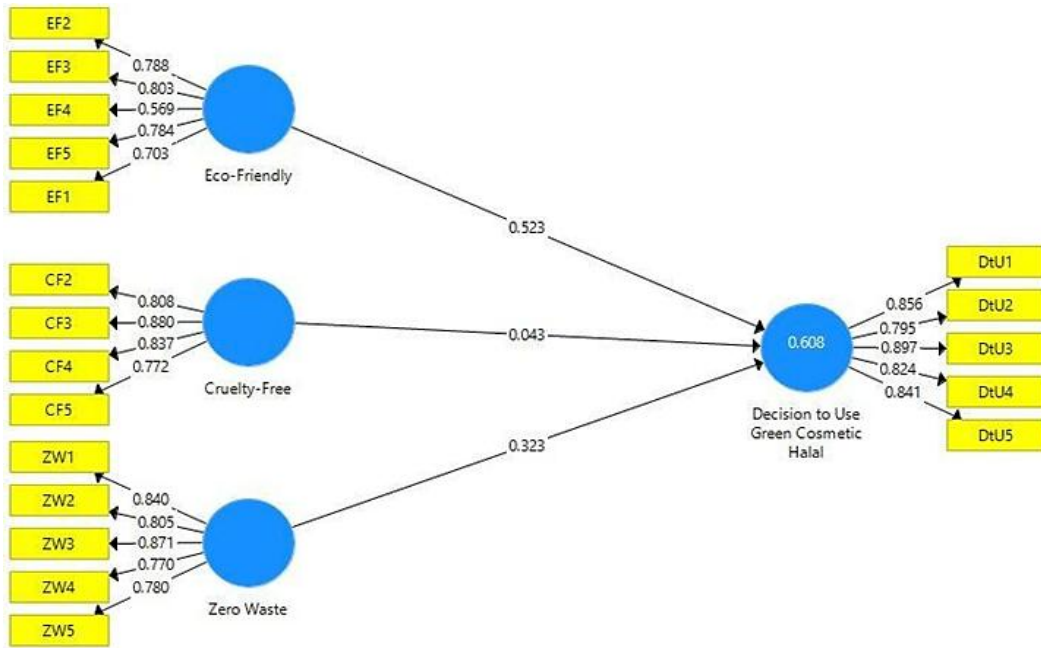 EF2
EF3
EF4
EF5
EF1
0.788
0.803
0.569
0.784
0.703
Eco-Friendly
0.523
CF2
CF3
CF4
CF5
0.808
0.880
0.837
0.772
Cruelty-Free
0.043
ZW1
ZW2
ZW3
ZW4
ZW5
0.840
0.805
0.871
0.770
0.780
Zero Waste
0.323
0.608
Decision to Use
Green Cosmetic
Halal
0.856
0.795
0.897
0.824
0.841
DtU1
DtU2
DtU3
DtU4
DtU5